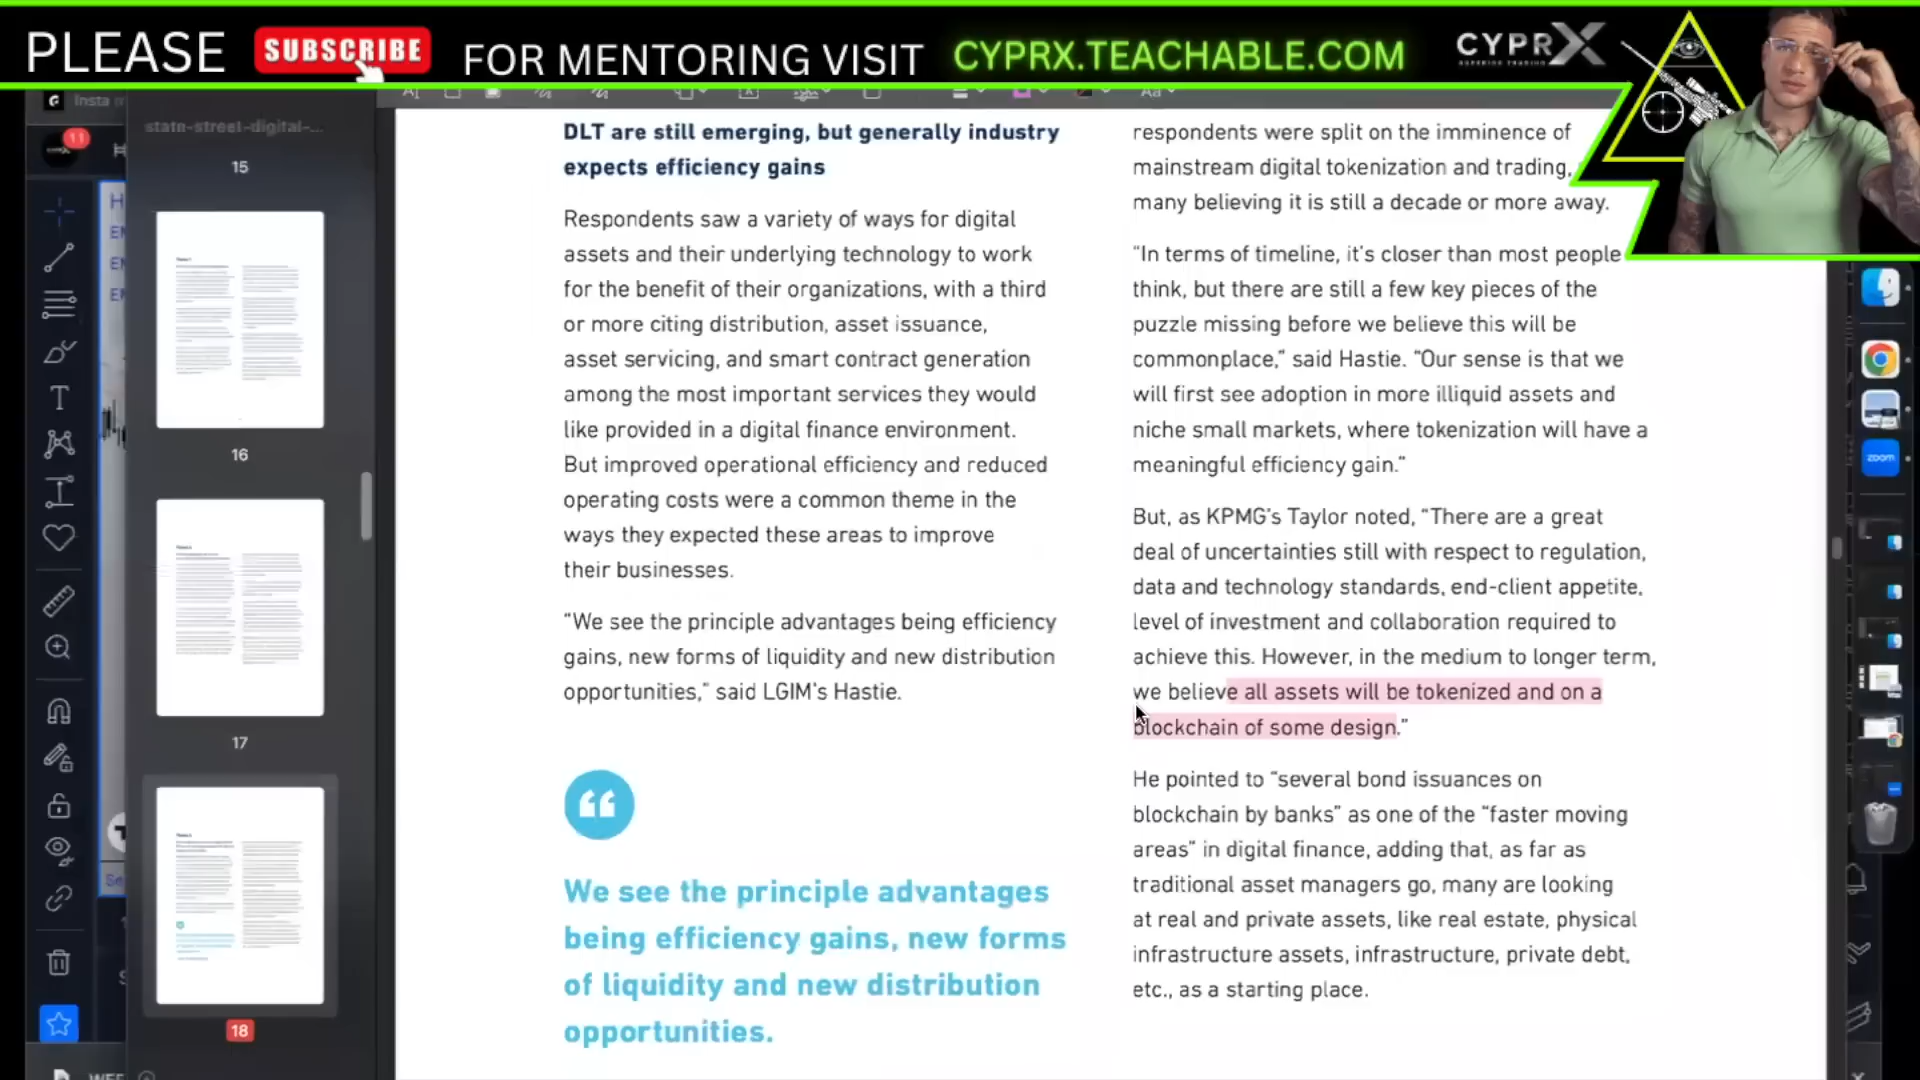 PLEASE SUBSCRIBE FOR MENTORING VISIT CYPRX.TEACHABLE.COM CYPRX
SUPERIOR TRADING
Insta
11
state-street-digital-...
15
16
17
18
DLT are still emerging, but generally industry
expects efficiency gains
Respondents saw a variety of ways for digital
assets and their underlying technology to work
for the benefit of their organizations, with a third
or more citing distribution, asset issuance,
asset servicing, and smart contract generation
among the most important services they would
like provided in a digital finance environment.
But improved operational efficiency and reduced
operating costs were a common theme in the
ways they expected these areas to improve
their businesses.
“We see the principle advantages being efficiency
gains, new forms of liquidity and new distribution
opportunities,” said LGIM’s Hastie.
We see the principle advantages
being efficiency gains, new forms
of liquidity and new distribution
opportunities.
respondents were split on the imminence of
mainstream digital tokenization and trading,
many believing it is still a decade or more away.
“In terms of timeline, it’s closer than most people
think, but there are still a few key pieces of the
puzzle missing before we believe this will be
commonplace,” said Hastie. “Our sense is that we
will first see adoption in more illiquid assets and
niche small markets, where tokenization will have a
meaningful efficiency gain.”
But, as KPMG’s Taylor noted, “There are a great
deal of uncertainties still with respect to regulation,
data and technology standards, end-client appetite,
level of investment and collaboration required to
achieve this. However, in the medium to longer term,
we believe all assets will be tokenized and on a
blockchain of some design.”
He pointed to “several bond issuances on
blockchain by banks” as one of the “faster moving
areas” in digital finance, adding that, as far as
traditional asset managers go, many are looking
at real and private assets, like real estate, physical
infrastructure assets, infrastructure, private debt,
etc., as a starting place.
zoom